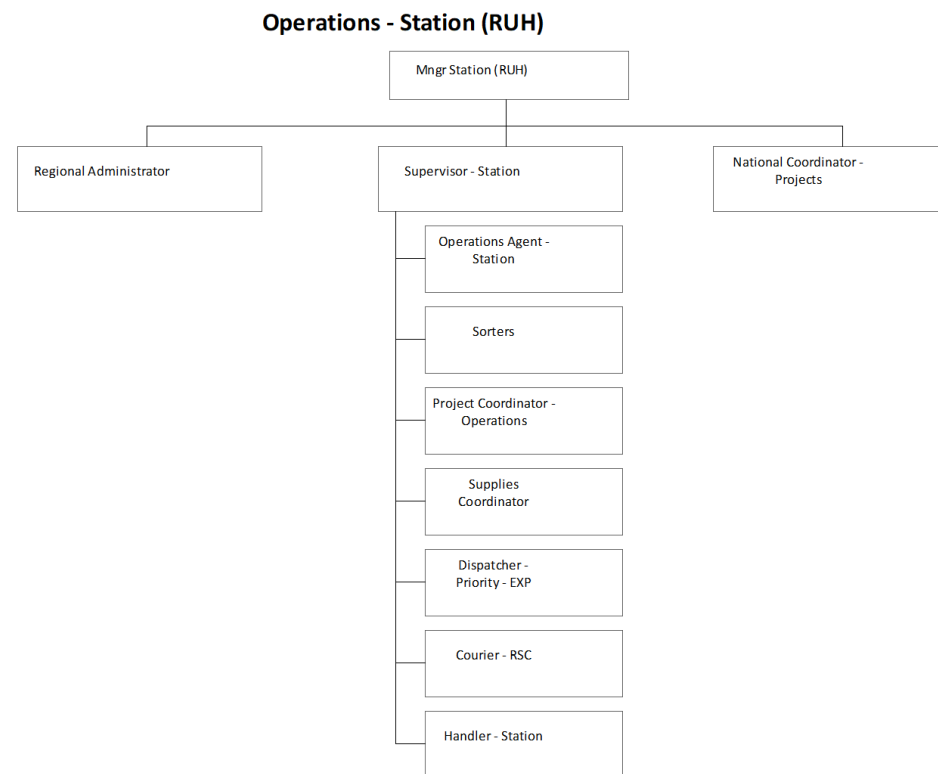 Operations - Station (RUH)
Mngr Station (RUH)
Regional Administrator
Supervisor - Station
National Coordinator -
Projects
Operations Agent -
Station
Sorters
Project Coordinator -
Operations
Supplies
Coordinator
Dispatcher -
Priority - EXP
Courier - RSC
Handler - Station